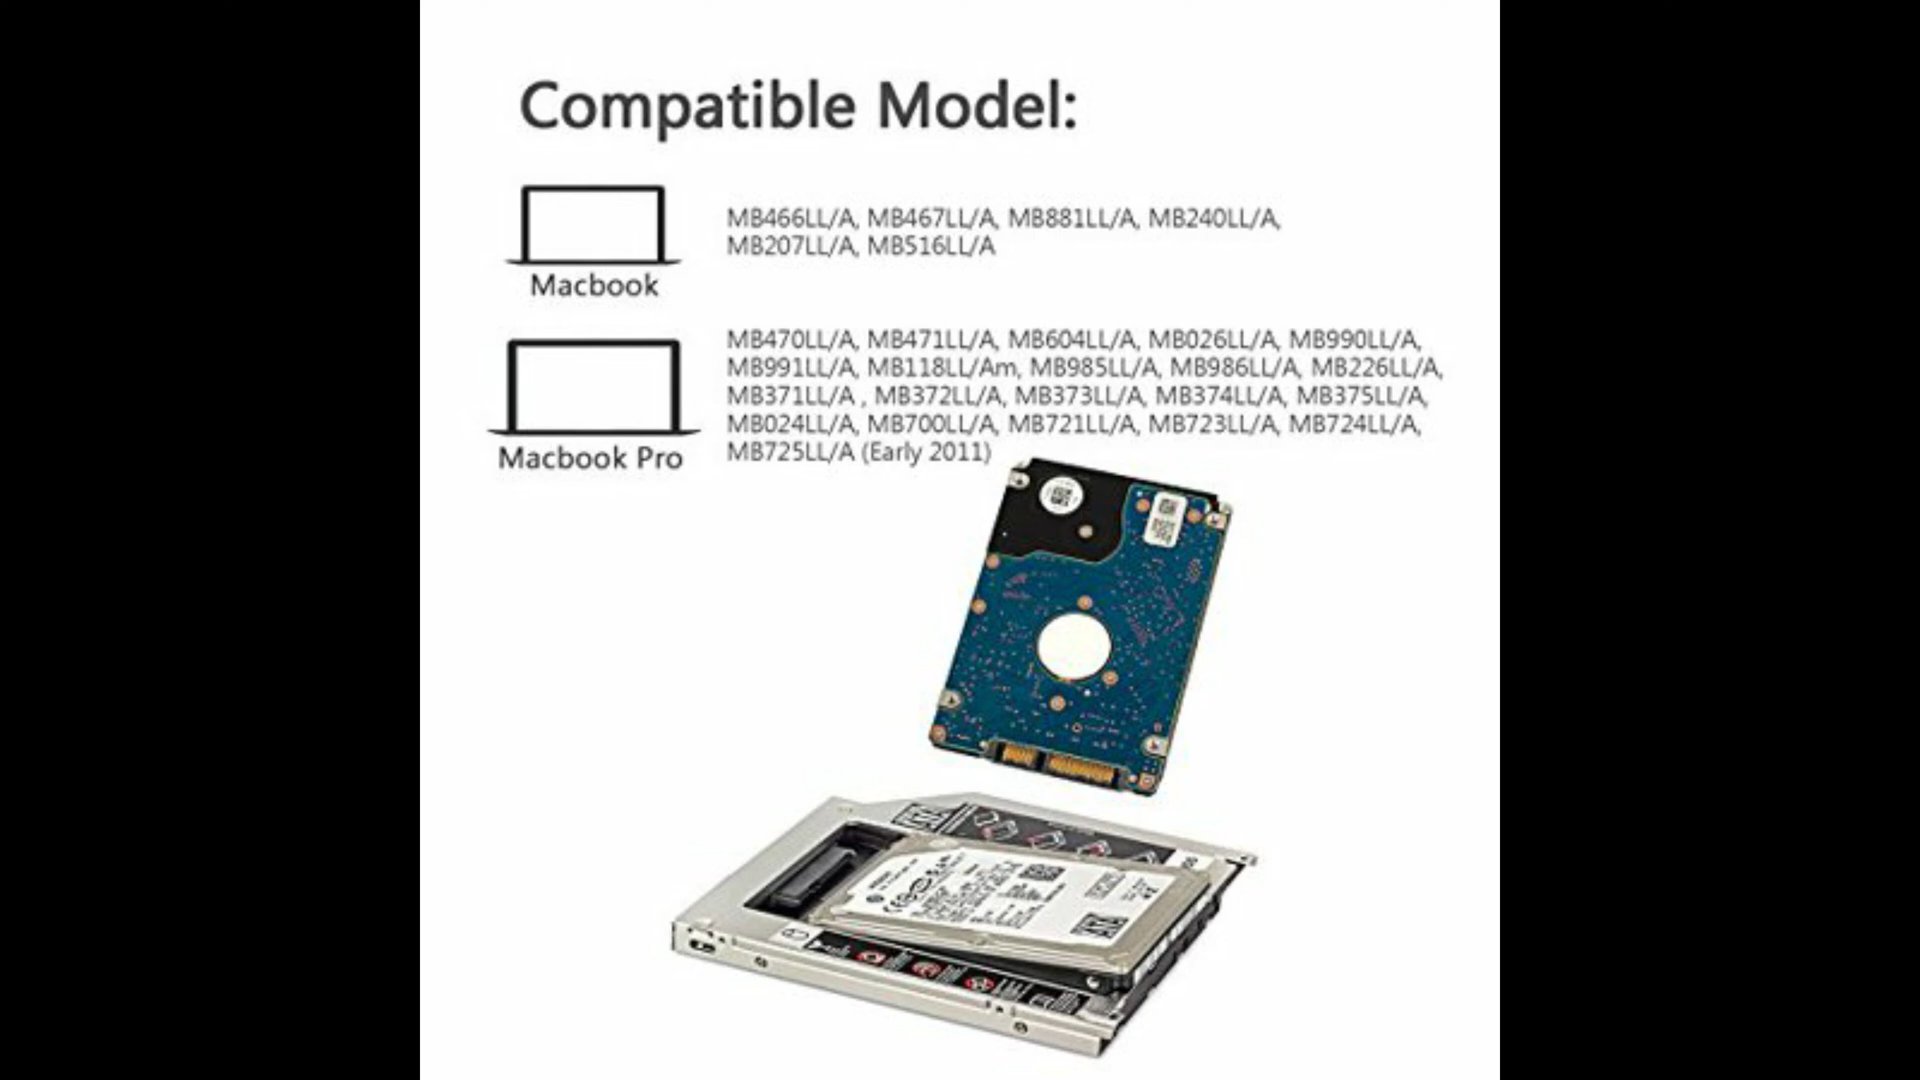 Compatible Model:
MB466LL/A, MB467LL/A, MB881LL/A, MB240LL/A,
MB207LL/A, MB516LL/A
Macbook
MB470LL/A, MB471LL/A, MB604LL/A, MB026LL/A, MB990LL/A,
MB991LL/A, MB118LL/Am, MB985LL/A, MB986LL/A, MB226LL/A,
MB371LL/A , MB372LL/A, MB373LL/A, MB374LL/A, MB375LL/A,
MB024LL/A, MB700LL/A, MB721LL/A, MB723LL/A, MB724LL/A,
MB725LL/A (Early 2011)
Macbook Pro